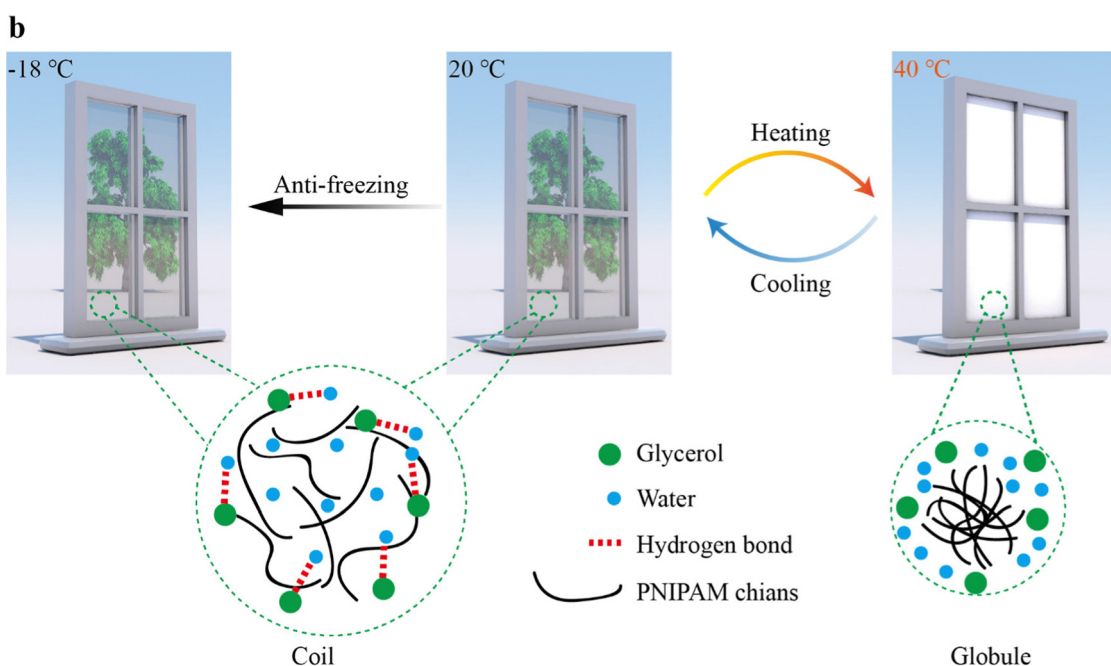 b
-18 °C
20 °C
40 °C
Anti-freezing
Heating
Cooling
Glycerol
Water
Hydrogen bond
PNIPAM chians
Coil
Globule